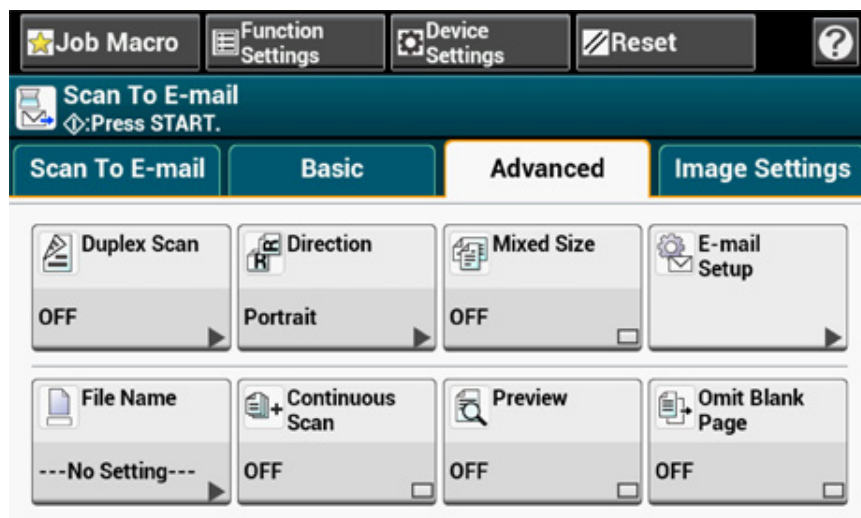 Job Macro
Function
Settings
Device
Settings
Reset
?
Scan To E-mail
:Press START.
Scan To E-mail
Basic
Advanced
Image Settings
Duplex Scan
OFF
Direction
Portrait
Mixed Size
OFF
E-mail
Setup
File Name
---No Setting---
Continuous
Scan
OFF
Preview
OFF
Omit Blank
Page
OFF